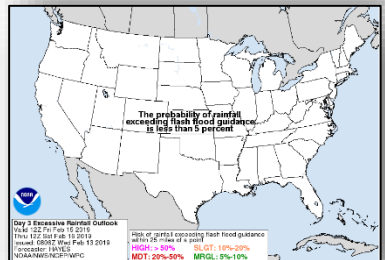 The probability of rainfall
exceeding flash flood guidance
is less than 5 percent
Day 3 Excessive Rainfall Outlook
Valid 12Z Fri Feb 15 2019
Thru 12Z Sat Feb 16 2019
Issued: 0808Z Wed Feb 13 2019
Forecaster: HAYES
NOAA/NWS/NCEP/WPC
Risk of rainfall exceeding flash flood guidance
within 25 miles of a point
HIGH: > 50% SLGT: 10%-20%
MDT: 20%-50% MRGL: 5%-10%